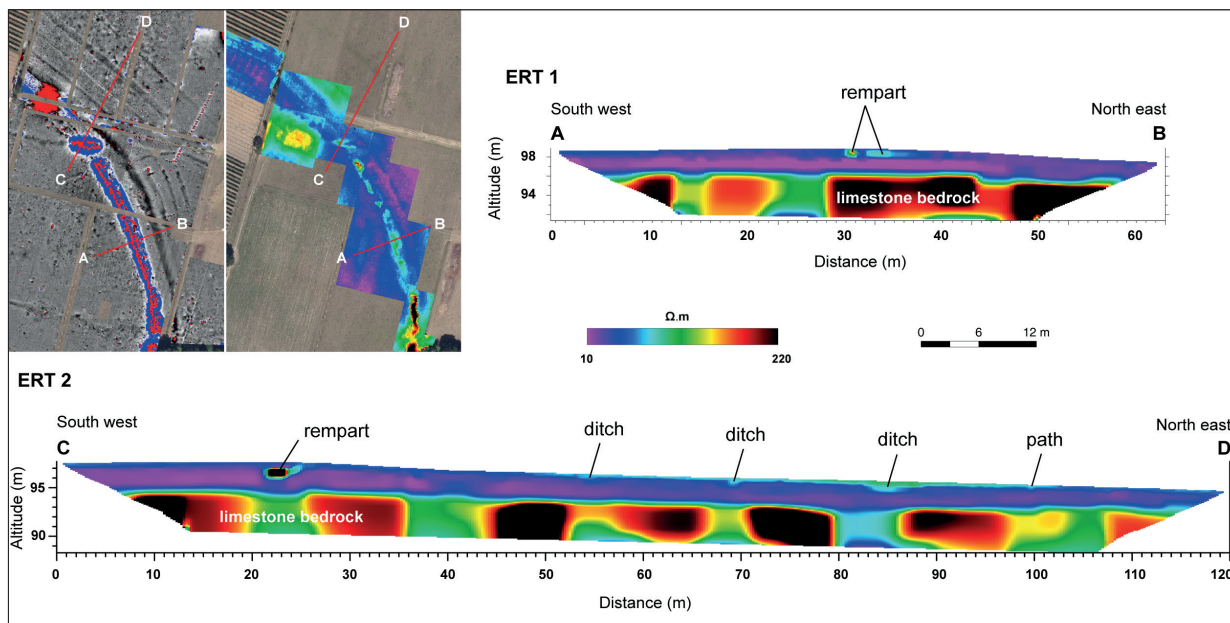 D
C
A
B
D
C
A
B
ERT 1
South west
A
rempart
North east
B
Altitude (m)
98
94
limestone bedrock
0 10 20 30 40 50 60
Distance (m)
Ω.m
10 220
0 6 12 m
ERT 2
South west
C
rempart
ditch
ditch
ditch
path
North east
D
Altitude (m)
95
90
limestone bedrock
0 10 20 30 40 50 60 70 80 90 100 110 120
Distance (m)